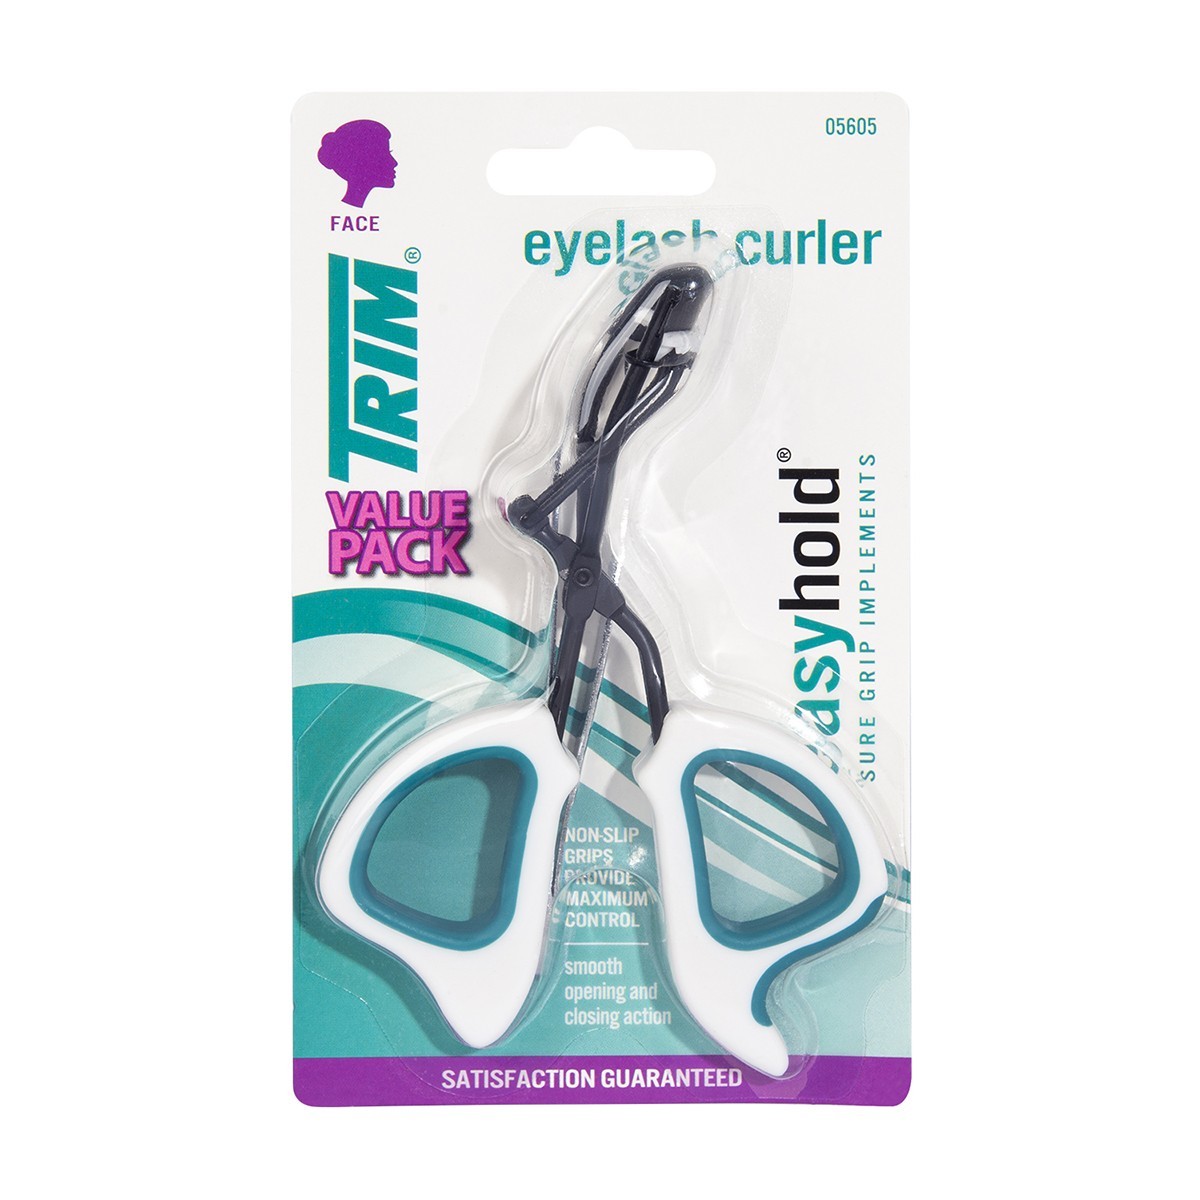 05605
FACE
eyelash curler
TRIM®
VALUE
PACK
easyhold®
SURE GRIP IMPLEMENTS
NON-SLIP
GRIPS
PROVIDE
MAXIMUM
CONTROL
smooth
opening and
closing action
SATISFACTION GUARANTEED